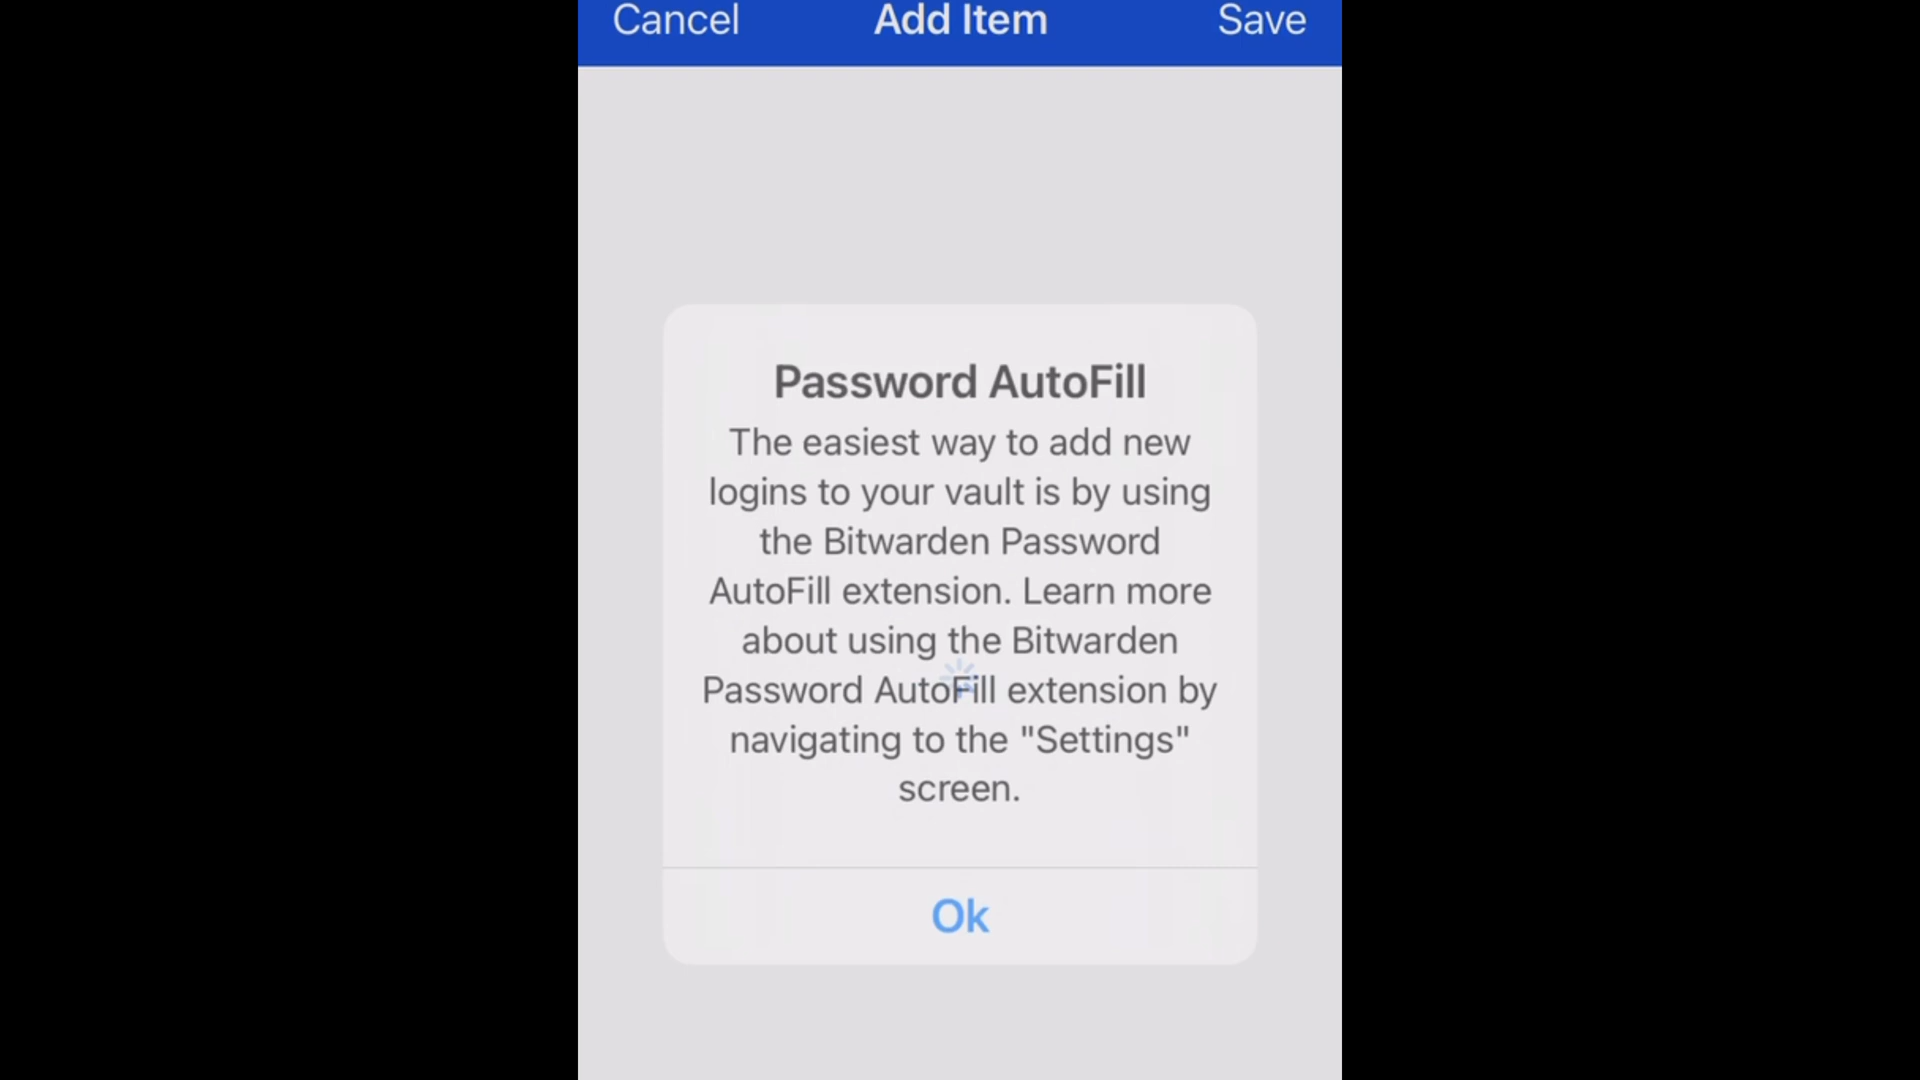 Cancel Add Item Save
Password AutoFill
The easiest way to add new
logins to your vault is by using
the Bitwarden Password
AutoFill extension. Learn more
about using the Bitwarden
Password AutoFill extension by
navigating to the "Settings"
screen.
Ok